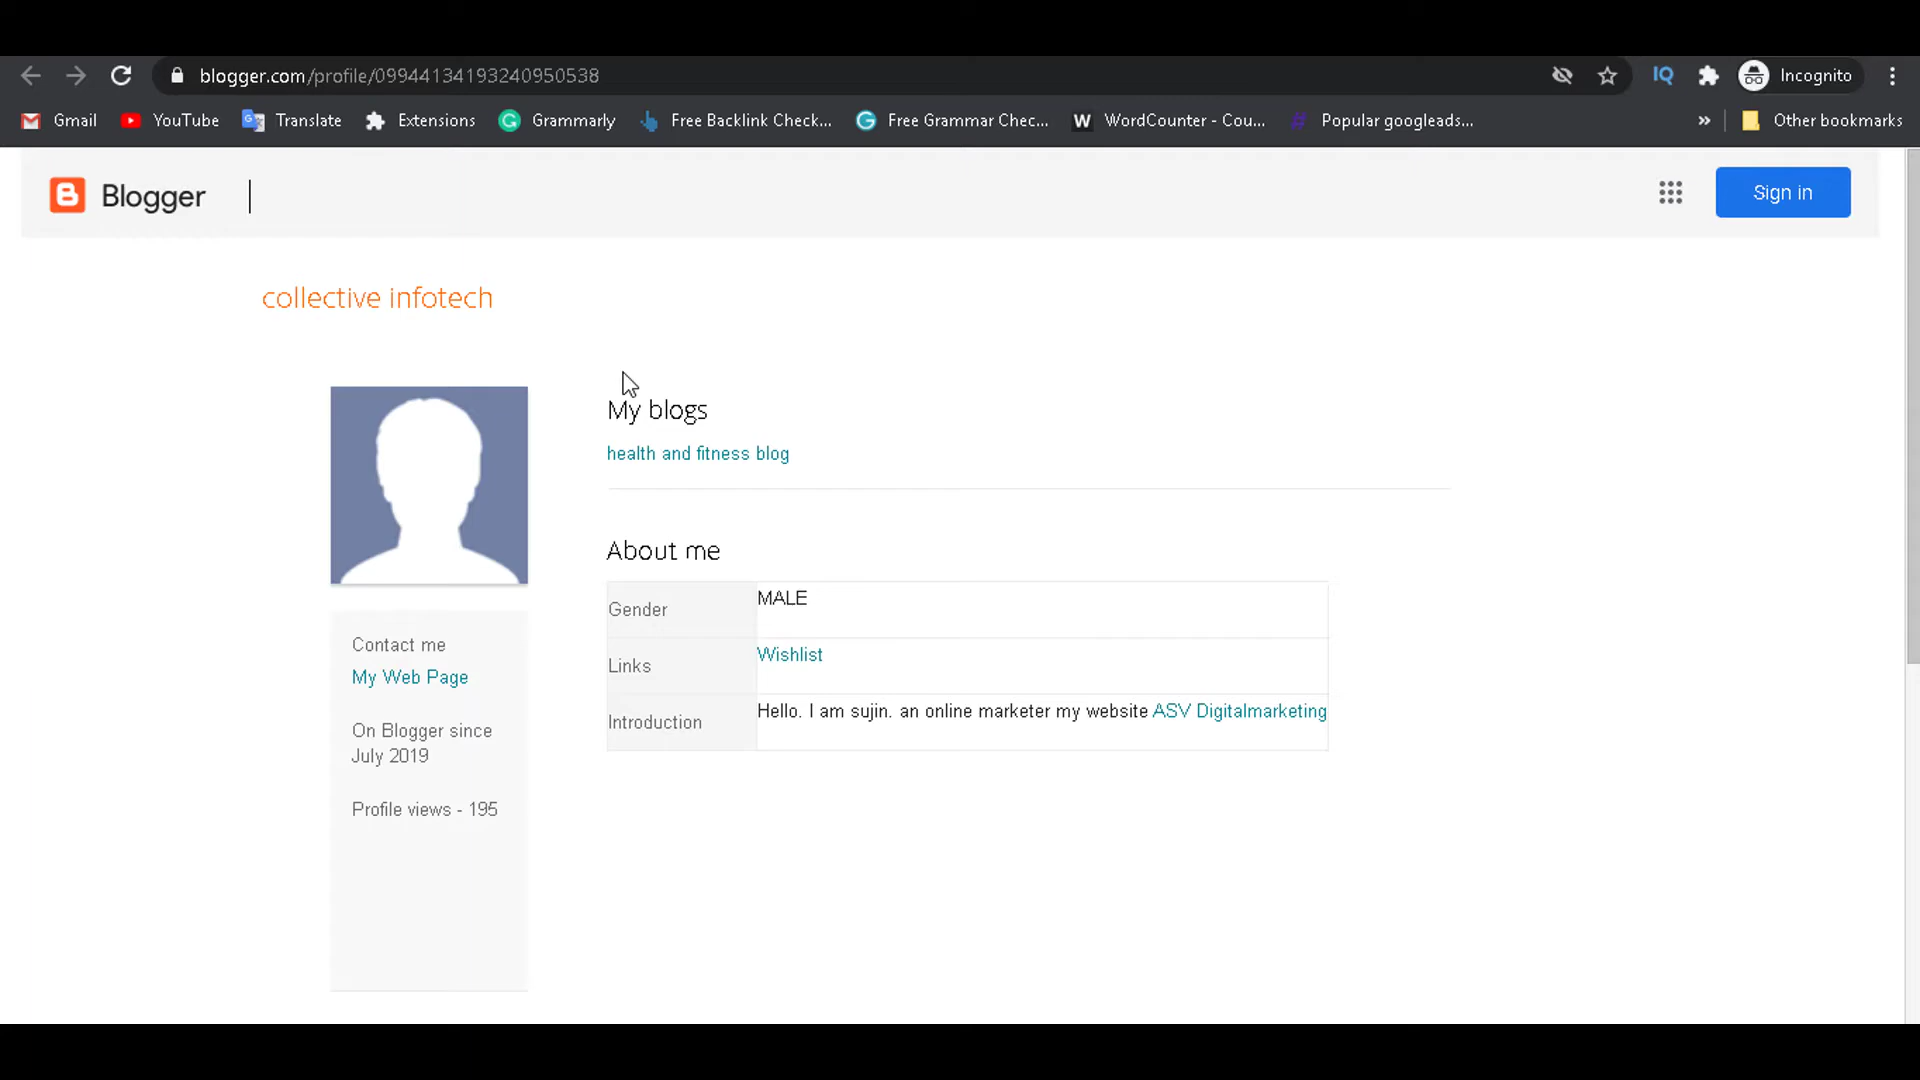 blogger.com/profile/09944134193240950538
IQ
Incognito
Gmail
YouTube
Translate
Extensions
Grammarly
Free Backlink Check...
Free Grammar Chec...
WordCounter - Cou...
Popular googleads...
Other bookmarks
Blogger
Sign in
collective infotech
My blogs
health and fitness blog
About me
Gender
MALE
Links
Wishlist
Introduction
Hello. I am sujin. an online marketer my website ASV Digitalmarketing
Contact me
My Web Page
On Blogger since
July 2019
Profile views - 195